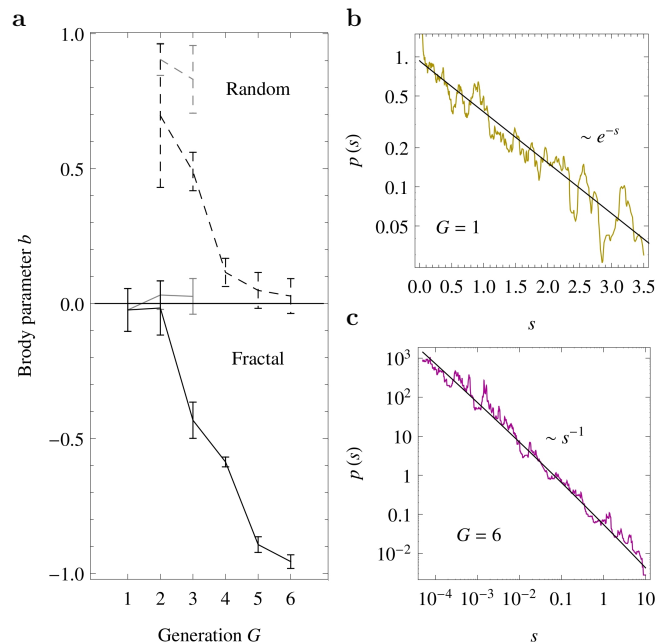 a
1.0
0.5
0.0
−0.5
−1.0
Brody parameter b
Random
Fractal
1 2 3 4 5 6
Generation G
b
1.
0.5
0.1
0.05
p (s)
∼ e^{−s}
G = 1
0.0 0.5 1.0 1.5 2.0 2.5 3.0 3.5
s
c
10^3
10^2
10
1
0.1
10^{−2}
p (s)
∼ s^{−1}
G = 6
10^{−4} 10^{−3} 10^{−2} 0.1 1 10
s